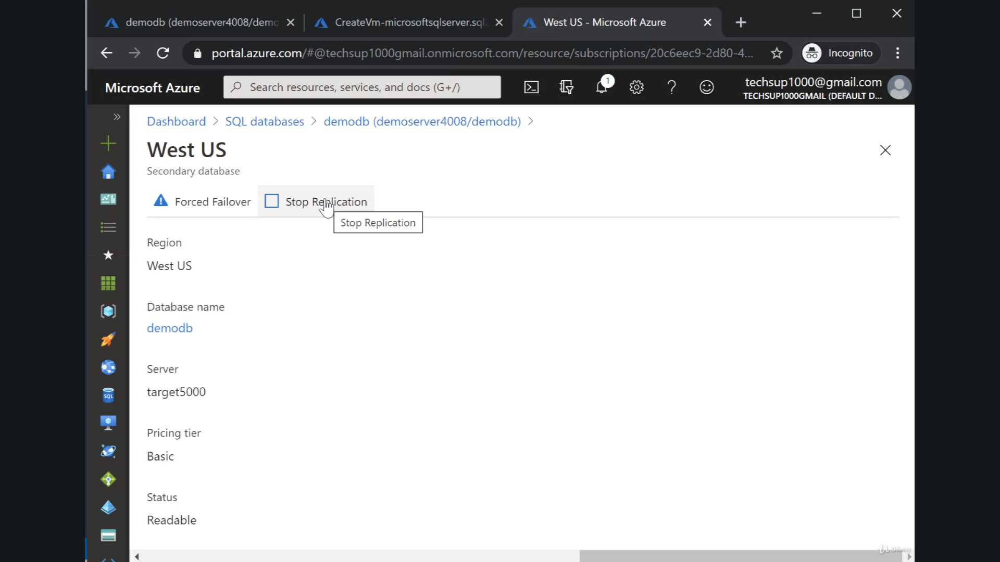 demodb (demoserver4008/demo
CreateVm-microsoftsqlserver.sql
West US - Microsoft Azure
portal.azure.com/#@techsup1000gmail.onmicrosoft.com/resource/subscriptions/20c6eec9-2d80-4...
Incognito
Microsoft Azure
Search resources, services, and docs (G+/)
1
techsup1000@gmail.com
TECHSUP1000GMAIL (DEFAULT D...
Dashboard > SQL databases > demodb (demoserver4008/demodb) >
West US
Secondary database
Forced Failover
Stop Replication
Stop Replication
Region
West US
Database name
demodb
Server
target5000
SQL
Pricing tier
Basic
Status
Readable
Udemy